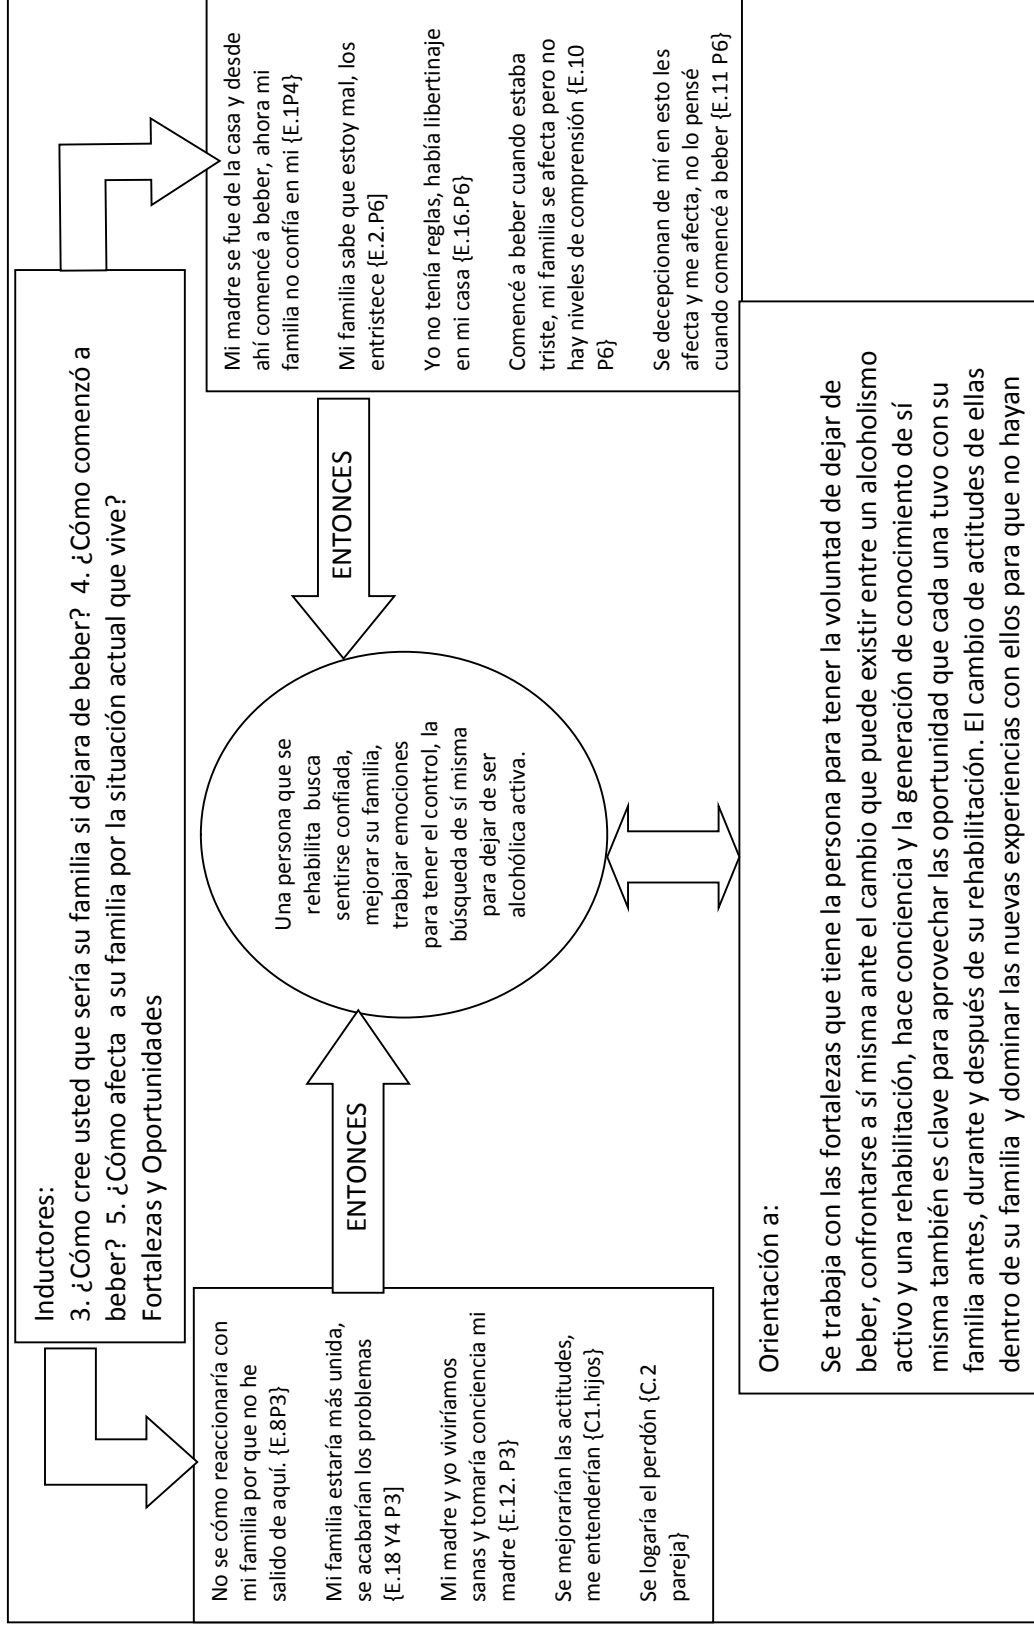 Inductores:
3. ¿Cómo cree usted que sería su familia si dejara de beber?  4. ¿Cómo comenzó a
beber?  5. ¿Cómo afecta  a su familia por la situación actual que vive?
Fortalezas y Oportunidades
No se cómo reaccionaría con
mi familia por que no he
salido de aquí. {E.8P3}
Mi familia estaría más unida,
se acabarían los problemas
{E.18 Y4 P3]
Mi madre y yo viviríamos
sanas y tomaría conciencia mi
madre {E.12. P3}
Se mejorarían las actitudes,
me entenderían {C1.hijos}
Se logaría el perdón {C.2
pareja}
ENTONCES
Una persona que se
rehabilita  busca
sentirse confiada,
mejorar su familia,
trabajar emociones
para tener el control, la
búsqueda de sí misma
para dejar de ser
alcohólica activa.
ENTONCES
Mi madre se fue de la casa y desde
ahí comencé a beber, ahora mi
familia no confía en mi {E.1P4}
Mi familia sabe que estoy mal, los
entristece {E.2.P6]
Yo no tenía reglas, había libertinaje
en mi casa {E.16.P6}
Comencé a beber cuando estaba
triste, mi familia se afecta pero no
hay niveles de comprensión {E.10
P6}
Se decepcionan de mí en esto les
afecta y me afecta, no lo pensé
cuando comencé a beber {E.11 P6}
Orientación a:
Se trabaja con las fortalezas que tiene la persona para tener la voluntad de dejar de
beber, confrontarse a sí misma ante el cambio que puede existir entre un alcoholismo
activo y una rehabilitación, hace conciencia y la generación de conocimiento de sí
misma también es clave para aprovechar las oportunidad que cada una tuvo con su
familia antes, durante y después de su rehabilitación. El cambio de actitudes de ellas
dentro de su familia  y dominar las nuevas experiencias con ellos para que no hayan